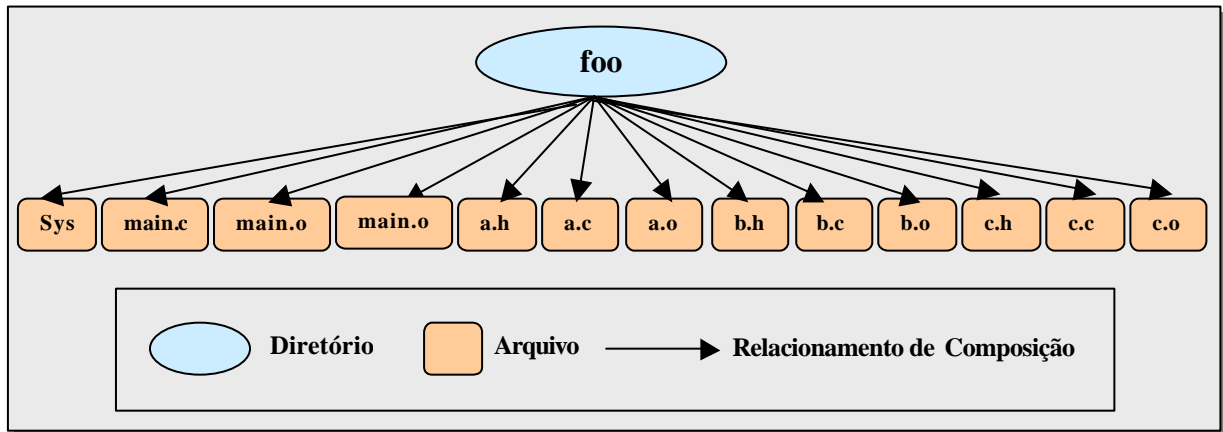 foo
Sys main.c main.o main.o a.h a.c a.o b.h b.c b.o c.h c.c c.o
Diretório Arquivo Relacionamento de Composição